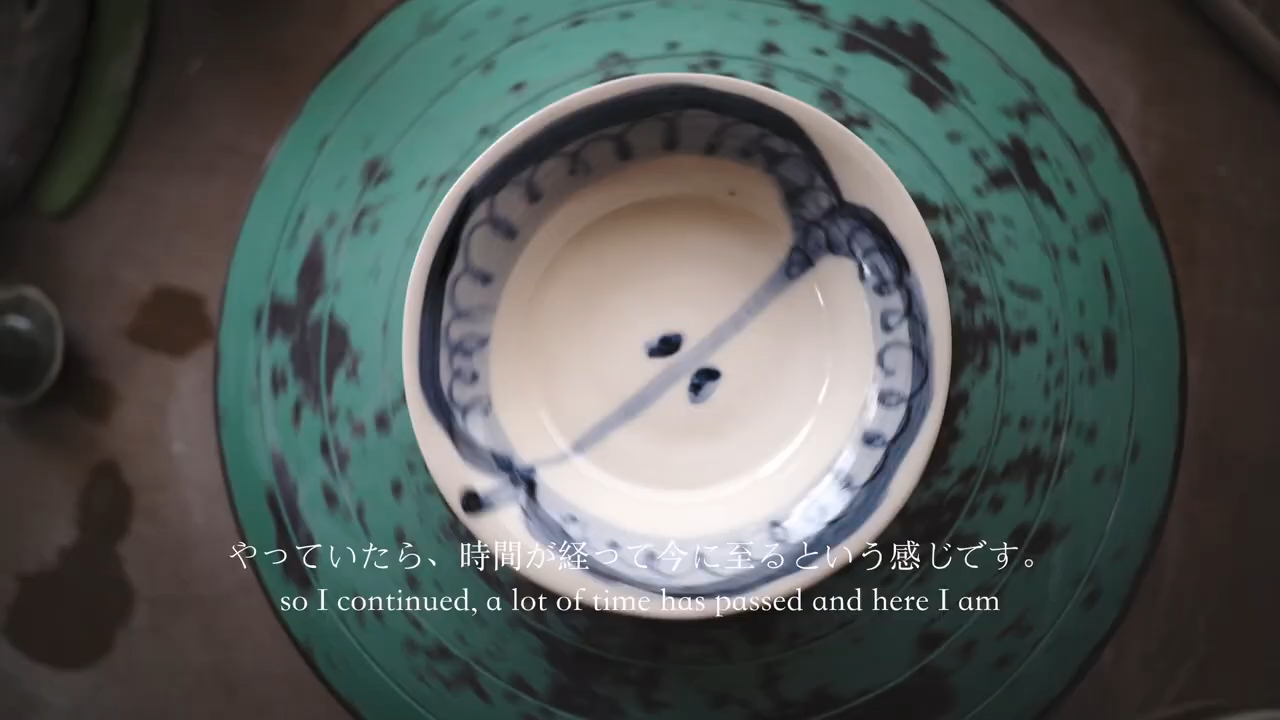 やっていたら、時間が経って今に至るという感じです。
so I continued, a lot of time has passed and here I am